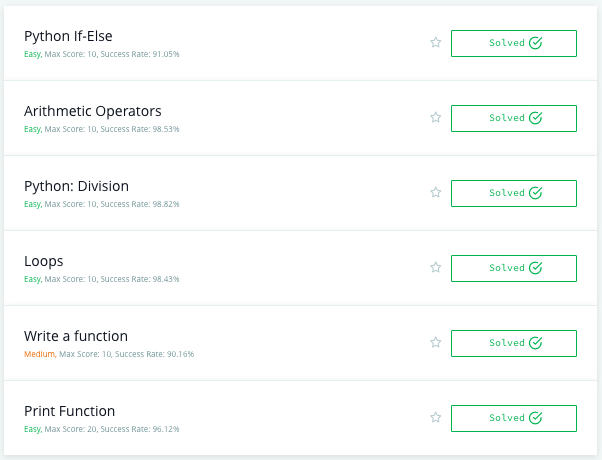 Python If-Else
Solved
Easy, Max Score: 10, Success Rate: 91.05%
Arithmetic Operators
Solved
Easy, Max Score: 10, Success Rate: 98.53%
Python: Division
Solved
Easy, Max Score: 10, Success Rate: 98.82%
Loops
Solved
Easy, Max Score: 10, Success Rate: 98.43%
Write a function
Solved
Medium, Max Score: 10, Success Rate: 90.16%
Print Function
Solved
Easy, Max Score: 20, Success Rate: 96.12%